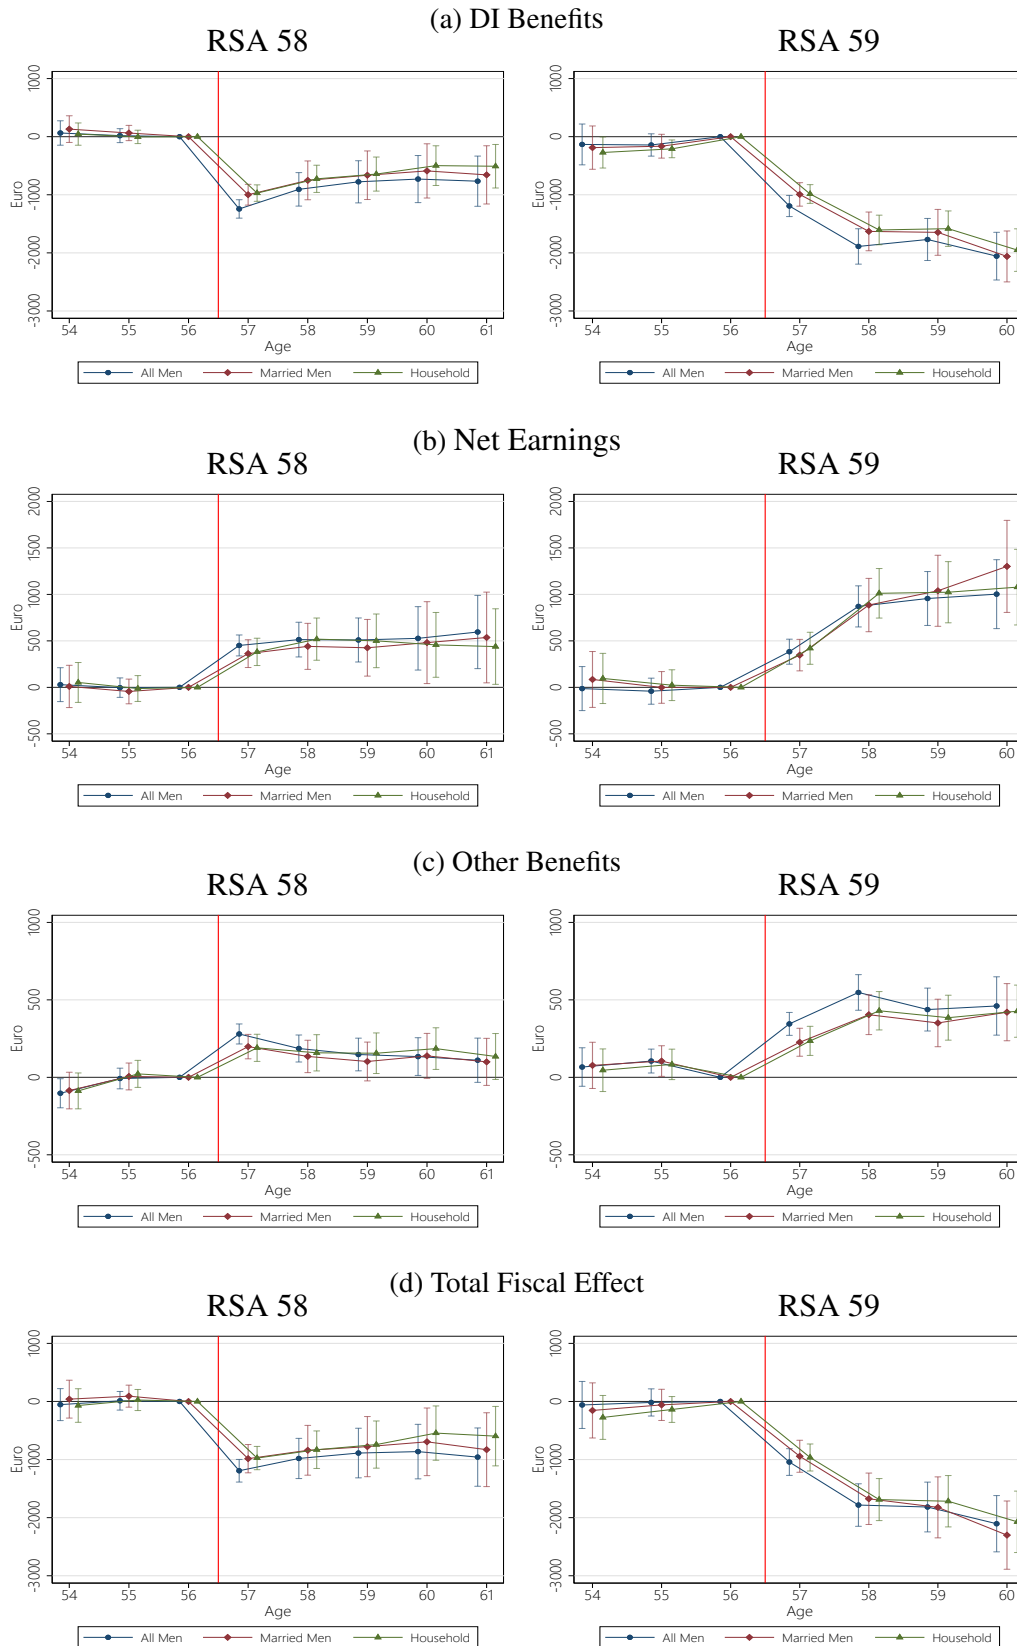 (a) DI Benefits
RSA 58
RSA 59
Euro
1000
0
-1000
-2000
-3000
54 55 56 57 58 59 60 61
Age
All Men Married Men Household
Euro
1000
0
-1000
-2000
-3000
54 55 56 57 58 59 60
Age
All Men Married Men Household
(b) Net Earnings
RSA 58
RSA 59
Euro
2000
1500
1000
500
0
-500
54 55 56 57 58 59 60 61
Age
All Men Married Men Household
Euro
2000
1500
1000
500
0
-500
54 55 56 57 58 59 60
Age
All Men Married Men Household
(c) Other Benefits
RSA 58
RSA 59
Euro
1000
500
0
-500
54 55 56 57 58 59 60 61
Age
All Men Married Men Household
Euro
1000
500
0
-500
54 55 56 57 58 59 60
Age
All Men Married Men Household
(d) Total Fiscal Effect
RSA 58
RSA 59
Euro
1000
0
-1000
-2000
-3000
54 55 56 57 58 59 60 61
Age
All Men Married Men Household
Euro
1000
0
-1000
-2000
-3000
54 55 56 57 58 59 60
Age
All Men Married Men Household